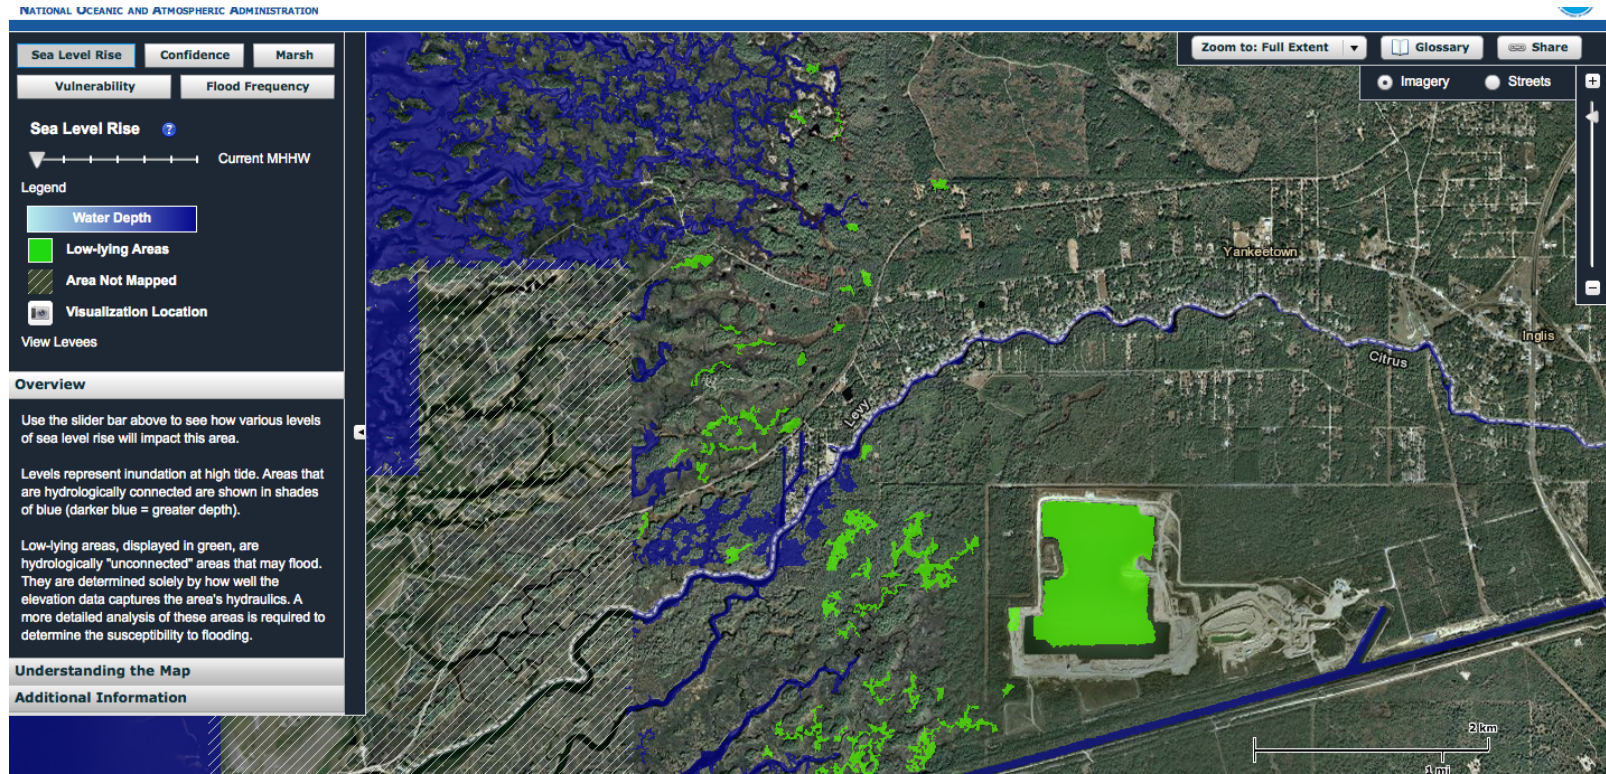 NATIONAL OCEANIC AND ATMOSPHERIC ADMINISTRATION
Sea Level Rise
Confidence
Marsh
Vulnerability
Flood Frequency
Sea Level Rise ?
Current MHHW
Legend
Water Depth
Low-lying Areas
Area Not Mapped
Visualization Location
View Levees
Overview
Use the slider bar above to see how various levels
of sea level rise will impact this area.
Levels represent inundation at high tide. Areas that
are hydrologically connected are shown in shades
of blue (darker blue = greater depth).
Low-lying areas, displayed in green, are
hydrologically "unconnected" areas that may flood.
They are determined solely by how well the
elevation data captures the area's hydraulics. A
more detailed analysis of these areas is required to
determine the susceptibility to flooding.
Understanding the Map
Additional Information
Zoom to: Full Extent
Glossary
Share
Imagery
Streets
Yankeetown
Inglis
Citrus
Levy
2 km
1 mi